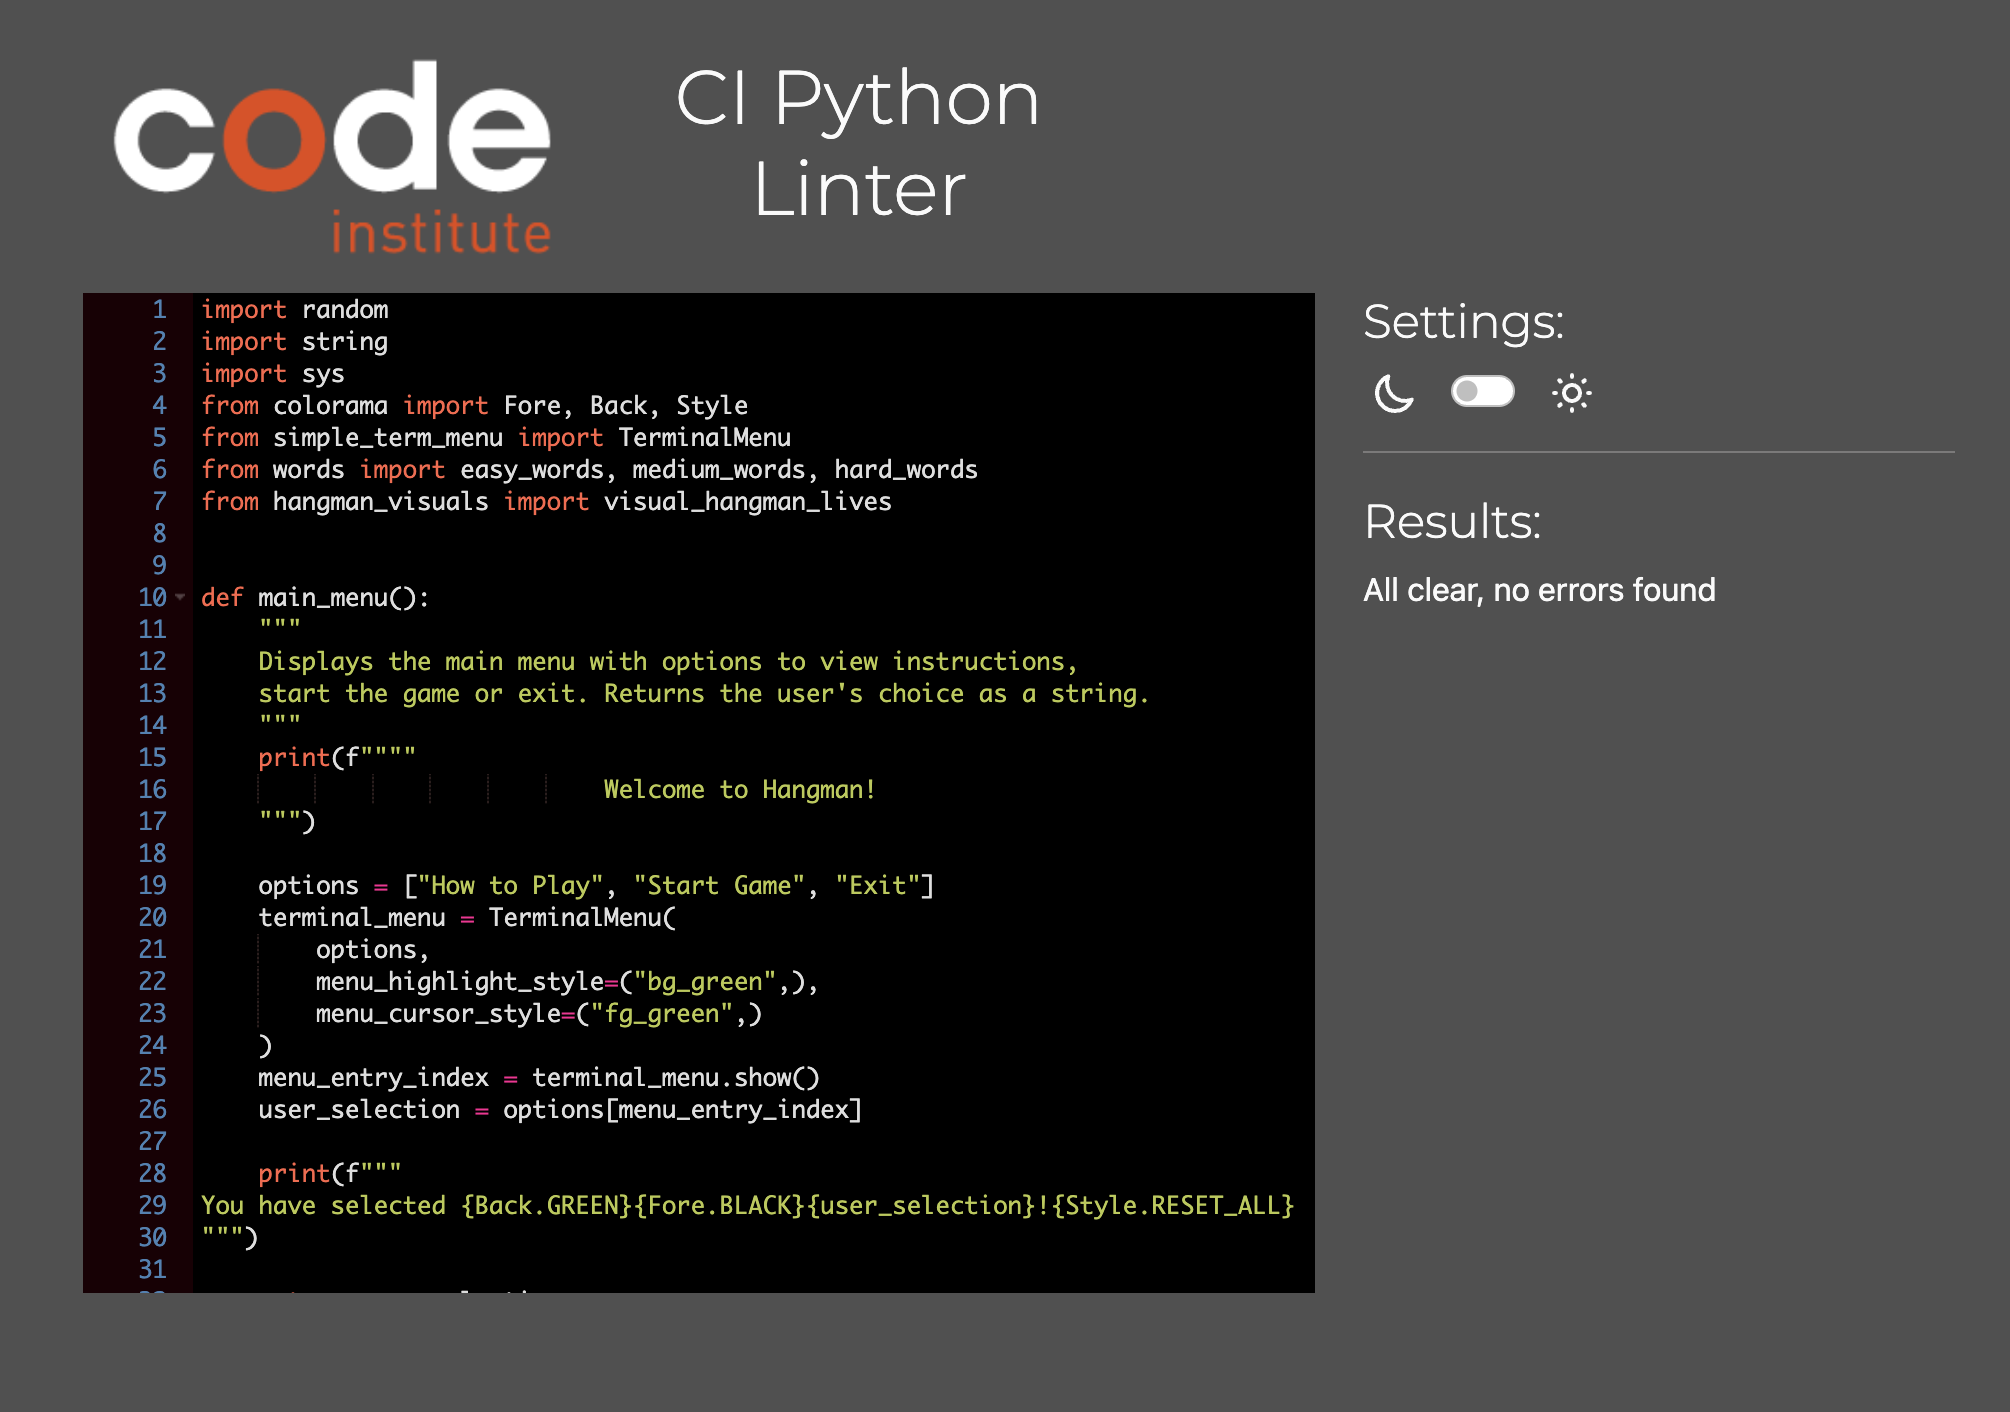 code
institute
CI Python
Linter
1 import random
2 import string
3 import sys
4 from colorama import Fore, Back, Style
5 from simple_term_menu import TerminalMenu
6 from words import easy_words, medium_words, hard_words
7 from hangman_visuals import visual_hangman_lives
8
9
10 def main_menu():
11     """
12     Displays the main menu with options to view instructions,
13     start the game or exit. Returns the user's choice as a string.
14     """
15     print(f""""
16                             Welcome to Hangman!
17     """)
18
19     options = ["How to Play", "Start Game", "Exit"]
20     terminal_menu = TerminalMenu(
21         options,
22         menu_highlight_style=("bg_green",),
23         menu_cursor_style=("fg_green",)
24     )
25     menu_entry_index = terminal_menu.show()
26     user_selection = options[menu_entry_index]
27
28     print(f"""
29 You have selected {Back.GREEN}{Fore.BLACK}{user_selection}!{Style.RESET_ALL}
30 """)
31
Settings:
Results:
All clear, no errors found